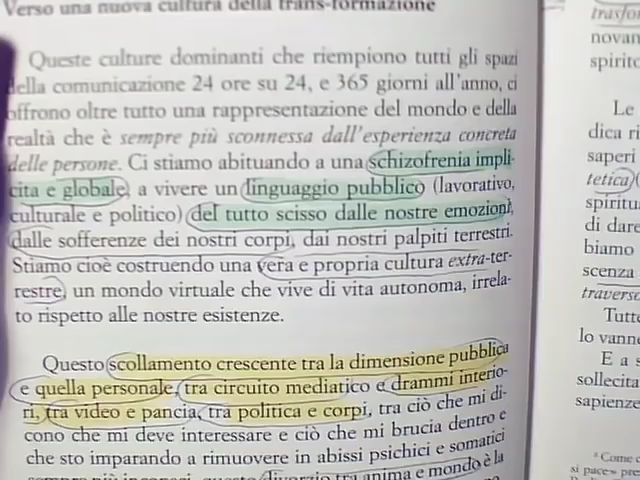 Verso una nuova cultura della trans-formazione
Queste culture dominanti che riempiono tutti gli spazi
della comunicazione 24 ore su 24, e 365 giorni all'anno, ci
offrono oltre tutto una rappresentazione del mondo e della
realtà che è sempre più sconnessa dall'esperienza concreta
delle persone. Ci stiamo abituando a una schizofrenia impli-
cita e globale, a vivere un linguaggio pubblico (lavorativo,
culturale e politico) del tutto scisso dalle nostre emozioni,
dalle sofferenze dei nostri corpi, dai nostri palpiti terrestri.
Stiamo cioè costruendo una vera e propria cultura extra-ter-
restre, un mondo virtuale che vive di vita autonoma, irrela-
to rispetto alle nostre esistenze.
Questo scollamento crescente tra la dimensione pubblica
e quella personale, tra circuito mediatico e drammi interio-
ri, tra video e pancia, tra politica e corpi, tra ciò che mi di-
cono che mi deve interessare e ciò che mi brucia dentro e
che sto imparando a rimuovere in abissi psichici e somatici
sempre più questo divorzio tra anima e mondo è la
trasfor
novan
spirito
Le
dica ri
saperi
tetica)
spiritu
di dare
biamo
scenza
traverso
Tutte
lo vanno
E a s
sollecita
sapienze
Come c
si pace» pre